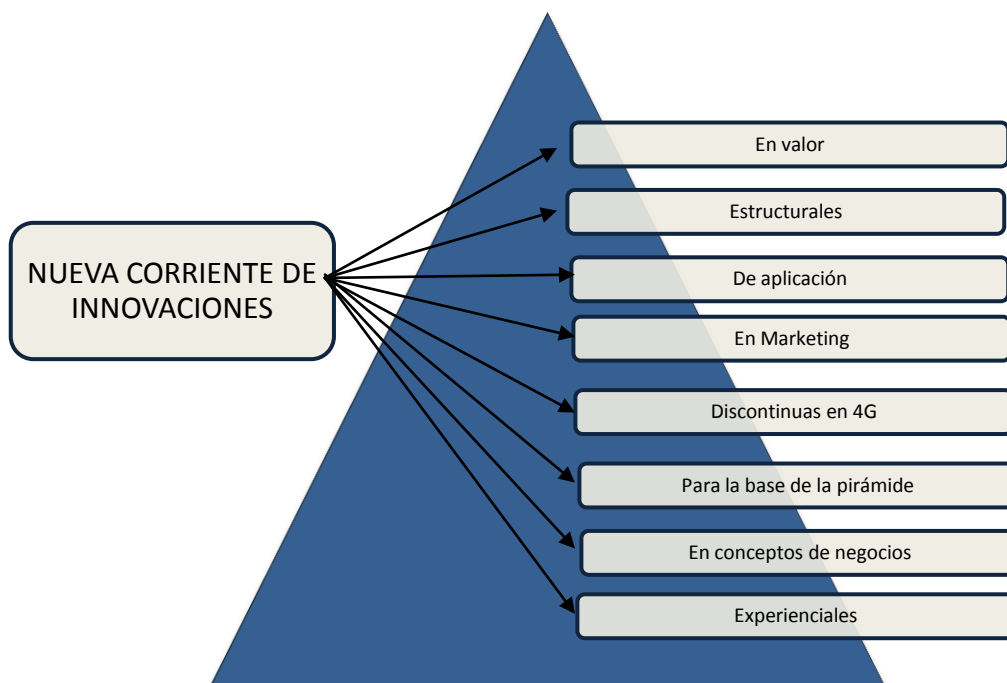 En valor
Estructurales
NUEVA CORRIENTE DE
INNOVACIONES
De aplicación
En Marketing
Discontinuas en 4G
Para la base de la pirámide
En conceptos de negocios
Experienciales